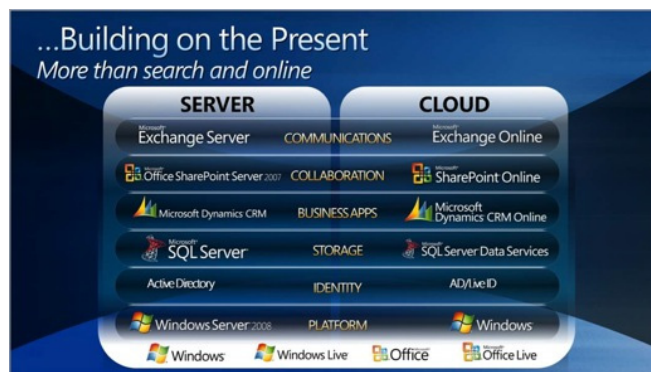 ...Building on the Present
More than search and online
SERVER CLOUD
Microsoft Exchange Server COMMUNICATIONS Microsoft Exchange Online
Microsoft Office SharePoint Server 2007 COLLABORATION Microsoft SharePoint Online
Microsoft Dynamics CRM BUSINESS APPS Microsoft Dynamics CRM Online
Microsoft SQL Server STORAGE Microsoft SQL Server Data Services
Active Directory IDENTITY AD/Live ID
Windows Server 2008 PLATFORM Windows
Windows Windows Live Microsoft Office Microsoft Office Live